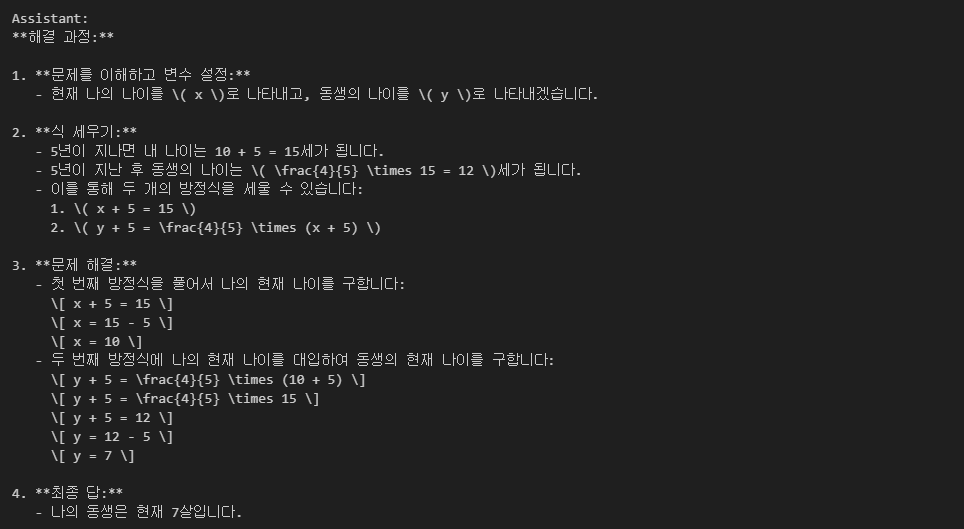 Assistant:
**해결 과정:**
1. **문제를 이해하고 변수 설정:**
- 현재 나의 나이를 \( x \)로 나타내고, 동생의 나이를 \( y \)로 나타내겠습니다.
2. **식 세우기:**
- 5년이 지나면 내 나이는 10 + 5 = 15세가 됩니다.
- 5년이 지난 후 동생의 나이는 \( \frac{4}{5} \times 15 = 12 \)세가 됩니다.
- 이를 통해 두 개의 방정식을 세울 수 있습니다:
1. \( x + 5 = 15 \)
2. \( y + 5 = \frac{4}{5} \times (x + 5) \)
3. **문제 해결:**
- 첫 번째 방정식을 풀어서 나의 현재 나이를 구합니다:
\[ x + 5 = 15 \]
\[ x = 15 - 5 \]
\[ x = 10 \]
- 두 번째 방정식에 나의 현재 나이를 대입하여 동생의 현재 나이를 구합니다:
\[ y + 5 = \frac{4}{5} \times (10 + 5) \]
\[ y + 5 = \frac{4}{5} \times 15 \]
\[ y + 5 = 12 \]
\[ y = 12 - 5 \]
\[ y = 7 \]
4. **최종 답:**
- 나의 동생은 현재 7살입니다.